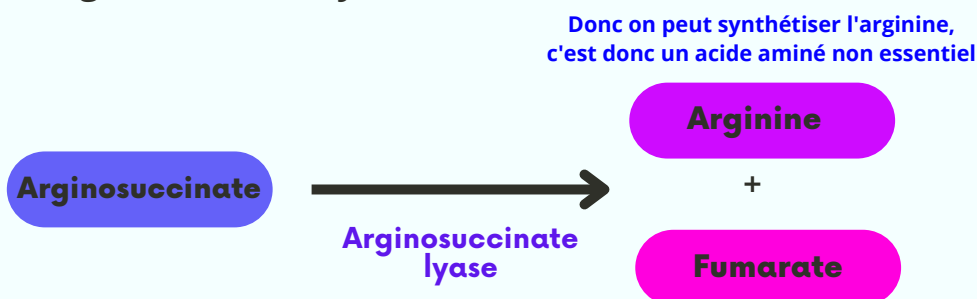 Donc on peut synthétiser l'arginine,
c'est donc un acide aminé non essentiel
Arginine
Arginosuccinate
+
Arginosuccinate
lyase
Fumarate